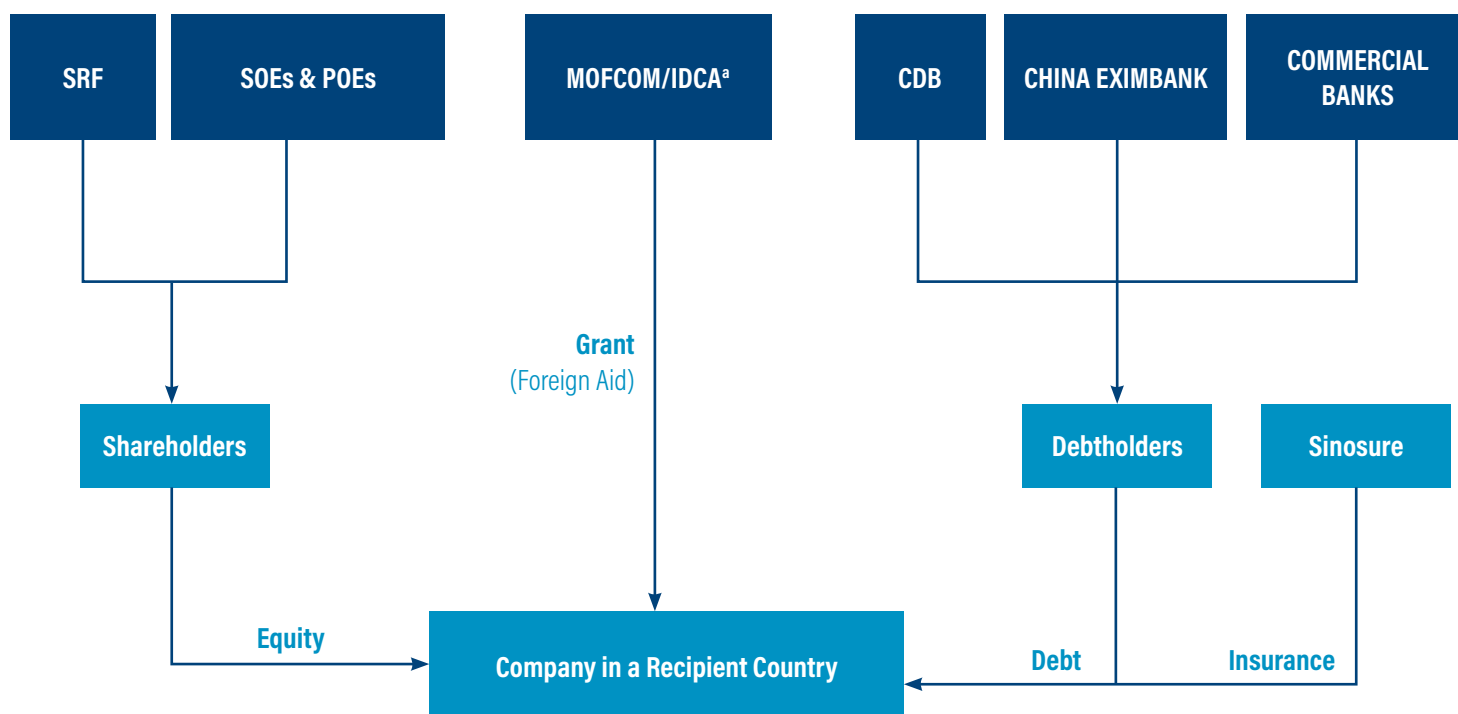 SRF
SOEs & POEs
MOFCOM/IDCAᵃ
CDB
CHINA EXIMBANK
COMMERCIAL
BANKS
Grant
(Foreign Aid)
Shareholders
Debtholders
Sinosure
Equity
Company in a Recipient Country
Debt
Insurance